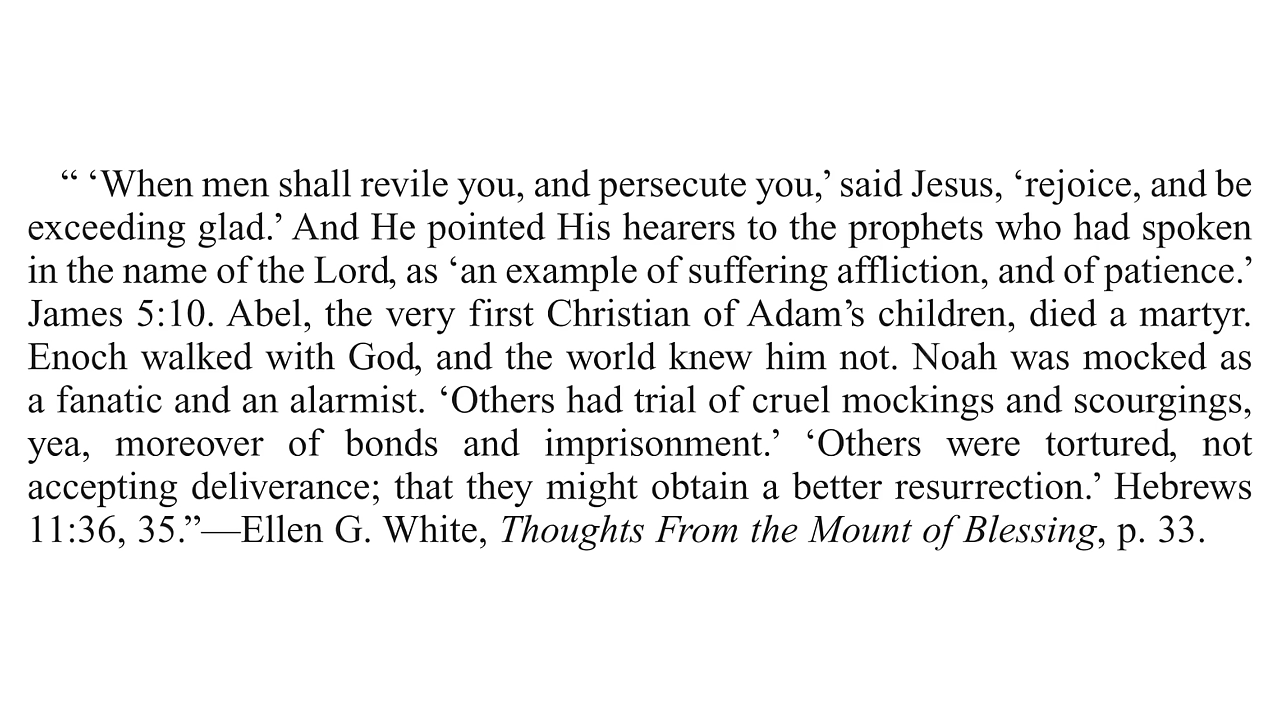 “ ‘When men shall revile you, and persecute you,’ said Jesus, ‘rejoice, and be
exceeding glad.’ And He pointed His hearers to the prophets who had spoken
in the name of the Lord, as ‘an example of suffering affliction, and of patience.’
James 5:10. Abel, the very first Christian of Adam’s children, died a martyr.
Enoch walked with God, and the world knew him not. Noah was mocked as
a fanatic and an alarmist. ‘Others had trial of cruel mockings and scourgings,
yea, moreover of bonds and imprisonment.’ ‘Others were tortured, not
accepting deliverance; that they might obtain a better resurrection.’ Hebrews
11:36, 35.”—Ellen G. White, Thoughts From the Mount of Blessing, p. 33.